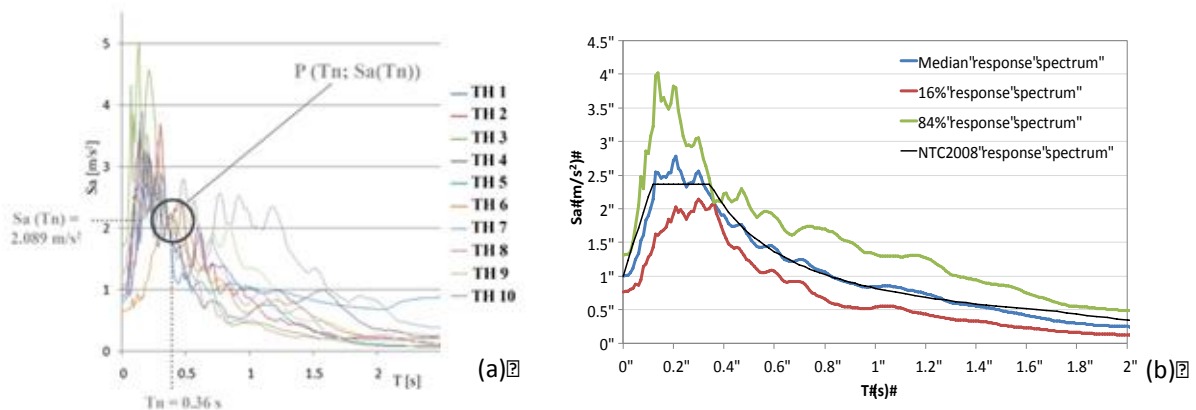 5
4
3
2
1
0
Sa [m/s²]
Sa (Tn) =
2.089 m/s²
P (Tn; Sa(Tn))
TH 1
TH 2
TH 3
TH 4
TH 5
TH 6
TH 7
TH 8
TH 9
TH 10
0 0.5 1 1.5 2
T [s]
Tn = 0.36 s
(a)
4.5"
4"
3.5"
3"
2.5"
2"
1.5"
1"
0.5"
0"
Sa#(m/s²)#
Median"response"spectrum"
16%"response"spectrum"
84%"response"spectrum"
NTC2008"response"spectrum"
0" 0.2" 0.4" 0.6" 0.8" 1" 1.2" 1.4" 1.6" 1.8" 2"
T#(s)#
(b)